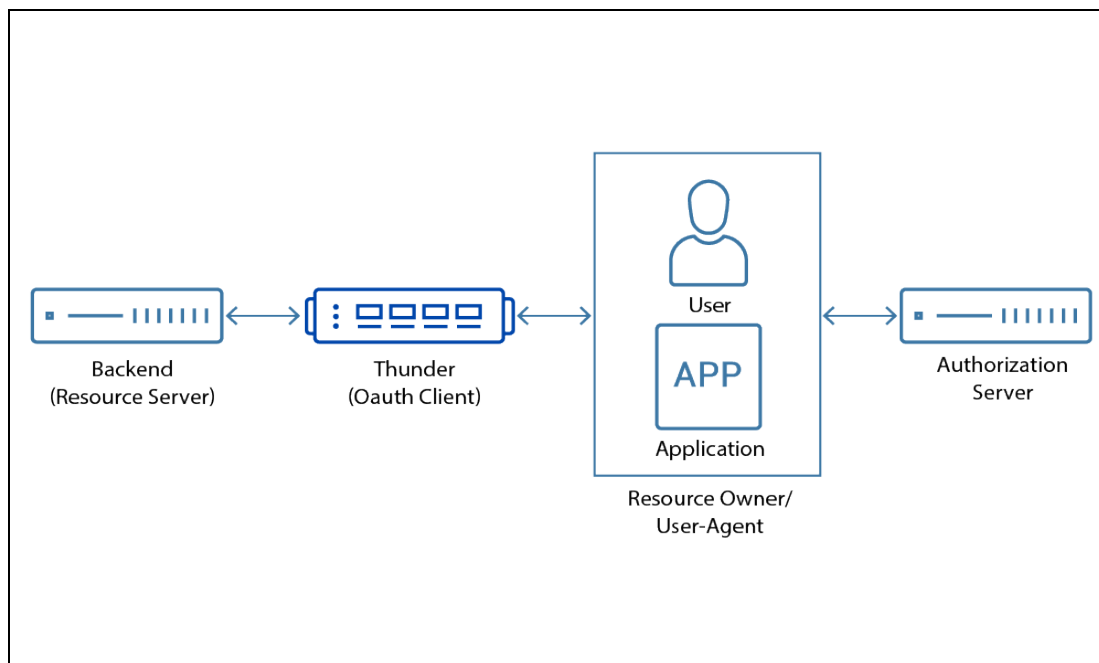 User
APP
Application
Backend
(Resource Server)
Thunder
(Oauth Client)
Resource Owner/
User-Agent
Authorization
Server